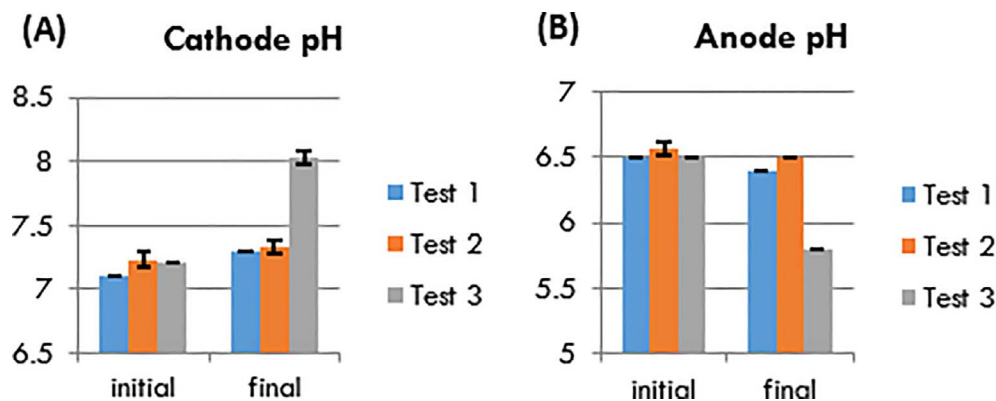 (A) Cathode pH
8.5
8
7.5
7
6.5
initial final
Test 1
Test 2
Test 3
(B) Anode pH
7
6.5
6
5.5
5
initial final
Test 1
Test 2
Test 3